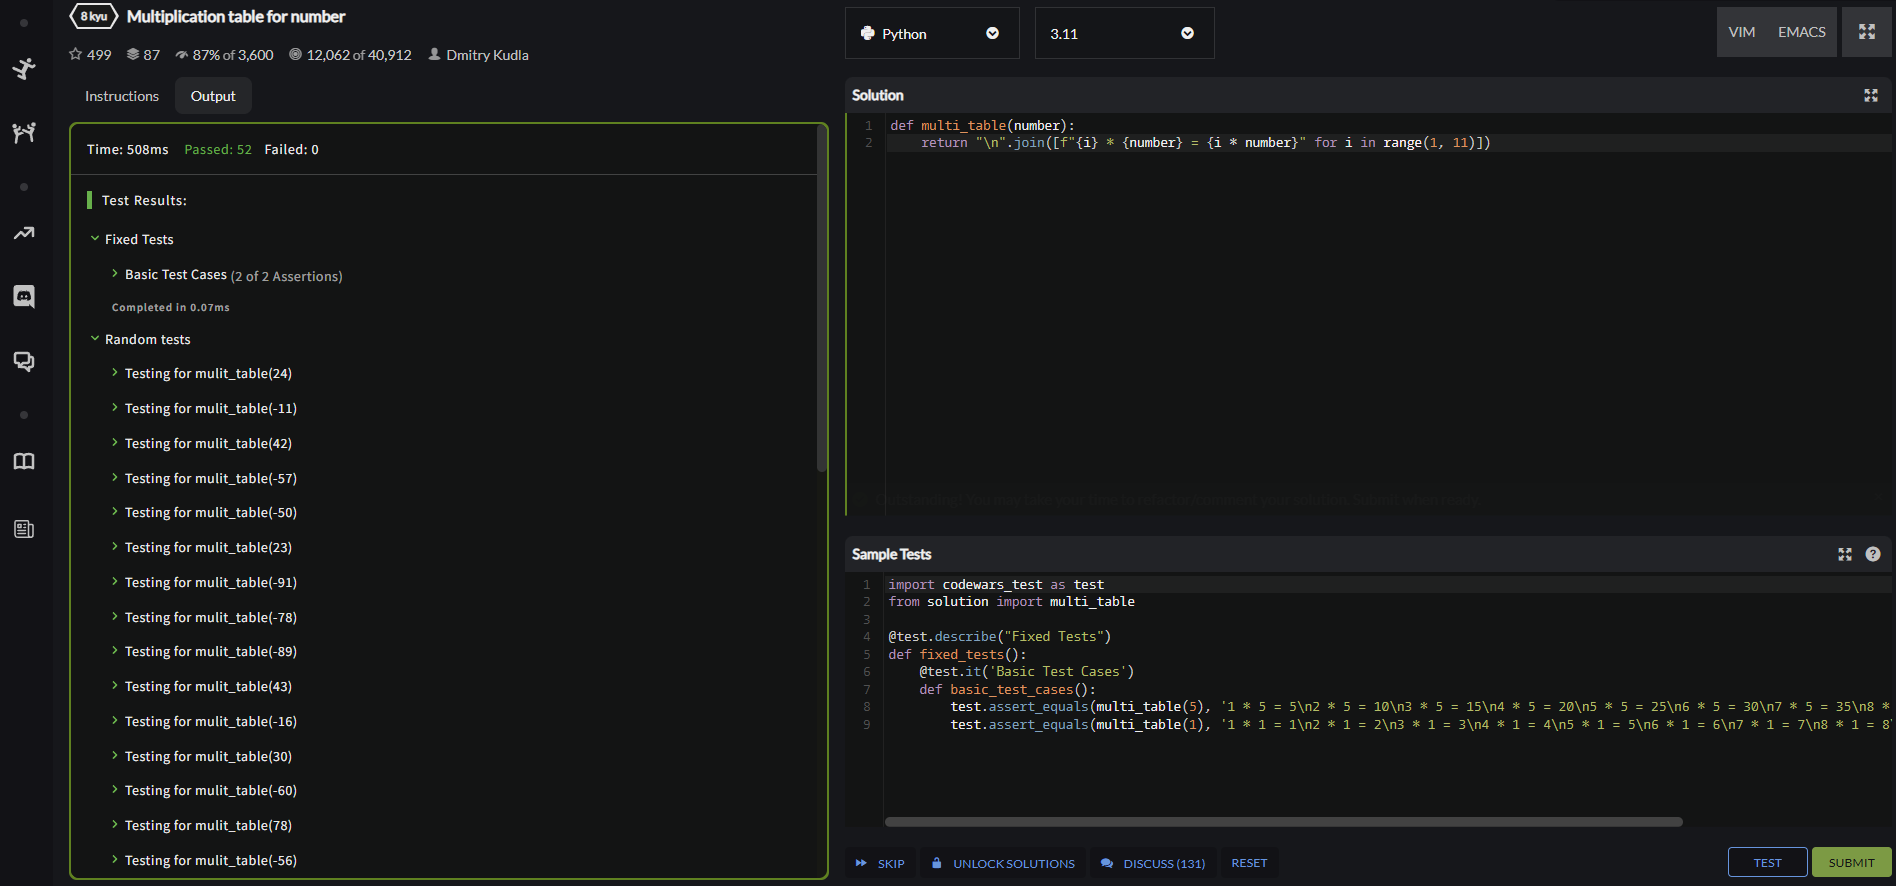 8 kyu Multiplication table for number
499 87 87% of 3,600 12,062 of 40,912 Dmitry Kudla
Instructions Output
Time: 508ms Passed: 52 Failed: 0
Test Results:
Fixed Tests
Basic Test Cases (2 of 2 Assertions)
Completed in 0.07ms
Random tests
Testing for mulit_table(24)
Testing for mulit_table(-11)
Testing for mulit_table(42)
Testing for mulit_table(-57)
Testing for mulit_table(-50)
Testing for mulit_table(23)
Testing for mulit_table(-91)
Testing for mulit_table(-78)
Testing for mulit_table(-89)
Testing for mulit_table(43)
Testing for mulit_table(-16)
Testing for mulit_table(30)
Testing for mulit_table(-60)
Testing for mulit_table(78)
Testing for mulit_table(-56)
Python 3.11 VIM EMACS
Solution
1 def multi_table(number):
2 return "\n".join([f"{i} * {number} = {i * number}" for i in range(1, 11)])
Sample Tests
1 import codewars_test as test
2 from solution import multi_table
3
4 @test.describe("Fixed Tests")
5 def fixed_tests():
6 @test.it('Basic Test Cases')
7 def basic_test_cases():
8 test.assert_equals(multi_table(5), '1 * 5 = 5\n2 * 5 = 10\n3 * 5 = 15\n4 * 5 = 20\n5 * 5 = 25\n6 * 5 = 30\n7 * 5 = 35\n8 *
9 test.assert_equals(multi_table(1), '1 * 1 = 1\n2 * 1 = 2\n3 * 1 = 3\n4 * 1 = 4\n5 * 1 = 5\n6 * 1 = 6\n7 * 1 = 7\n8 * 1 = 8\
SKIP UNLOCK SOLUTIONS DISCUSS (131) RESET TEST SUBMIT